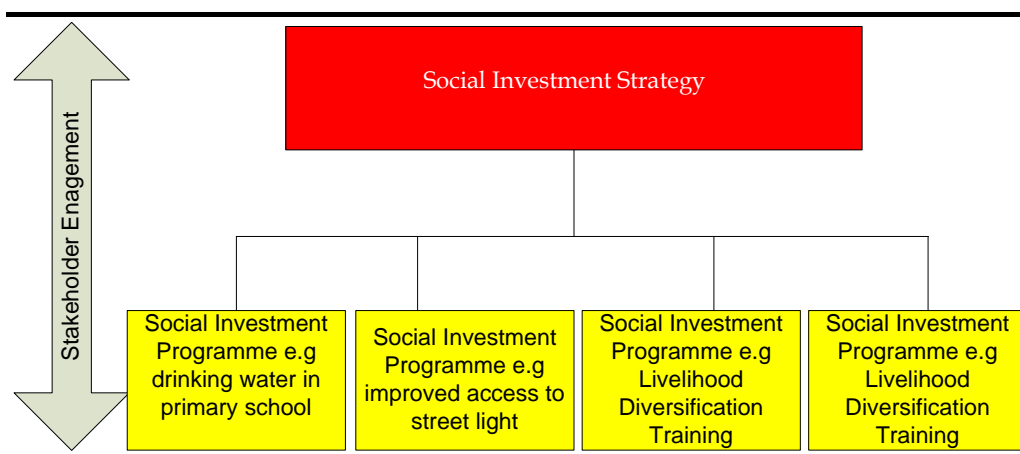 Social Investment Strategy
Stakeholder Enagement
Social Investment
Programme e.g
drinking water in
primary school
Social Investment
Programme e.g
improved access to
street light
Social Investment
Programme e.g
Livelihood
Diversification
Training
Social Investment
Programme e.g
Livelihood
Diversification
Training